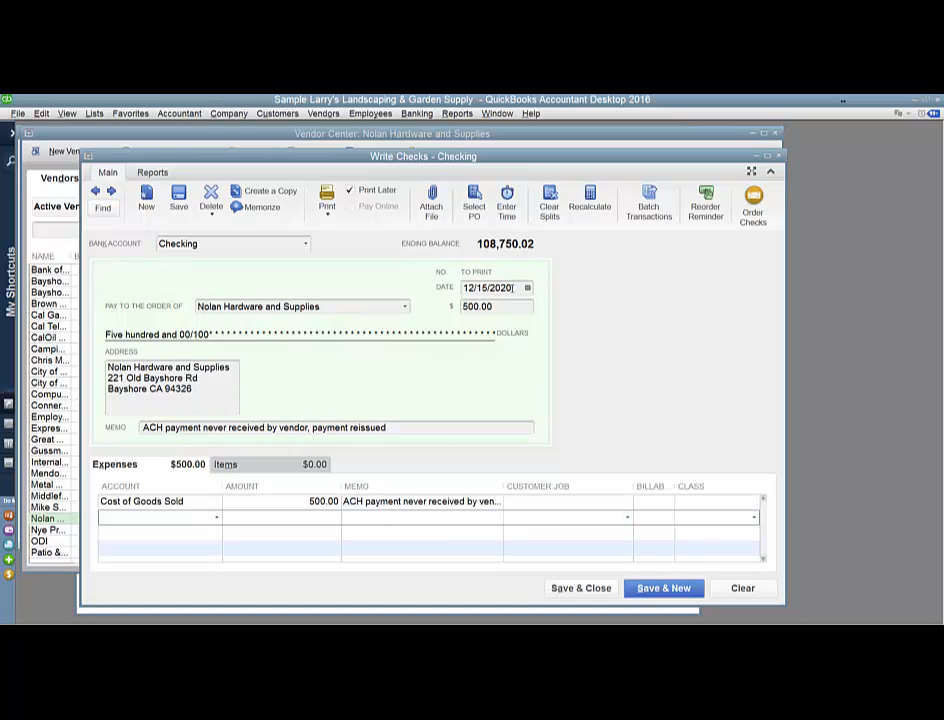 Sample Larry's Landscaping & Garden Supply - QuickBooks Accountant Desktop 2016
File Edit View Lists Favorites Accountant Company Customers Vendors Employees Banking Reports Window Help
Vendor Center: Nolan Hardware and Supplies
New Ven
Write Checks - Checking
Main Reports
Vendors
Active Ven
Find
New
Save
Delete
Create a Copy
Memorize
Print
Print Later
Pay Online
Attach File
Select PO
Enter Time
Clear Splits
Recalculate
Batch Transactions
Reorder Reminder
Order Checks
My Shortcuts
BANK ACCOUNT Checking ENDING BALANCE 108,750.02
NO. TO PRINT
DATE 12/15/2020
PAY TO THE ORDER OF Nolan Hardware and Supplies $ 500.00
Five hundred and 00/100* * * * * * * * * * * * * * * * * * * * * * * * * * * * * * * * * * * * * * * * * * DOLLARS
ADDRESS
Nolan Hardware and Supplies
221 Old Bayshore Rd
Bayshore CA 94326
MEMO ACH payment never received by vendor, payment reissued
Expenses $500.00 Items $0.00
ACCOUNT AMOUNT MEMO CUSTOMER:JOB BILLAB... CLASS
Cost of Goods Sold 500.00 ACH payment never received by ven...
Save & Close Save & New Clear
NAME
Bank of...
Baysho...
Baysho...
Brown ...
Cal Ga...
Cal Tel...
CalOil ...
Campi...
Chris M...
City of ...
City of ...
Compu...
Conner...
Employ...
Expres...
Great ...
Gussm...
Internal...
Mendo...
Metal ...
Middlef...
Mike S...
Nolan ...
Nye Pr...
ODI
Patio &...